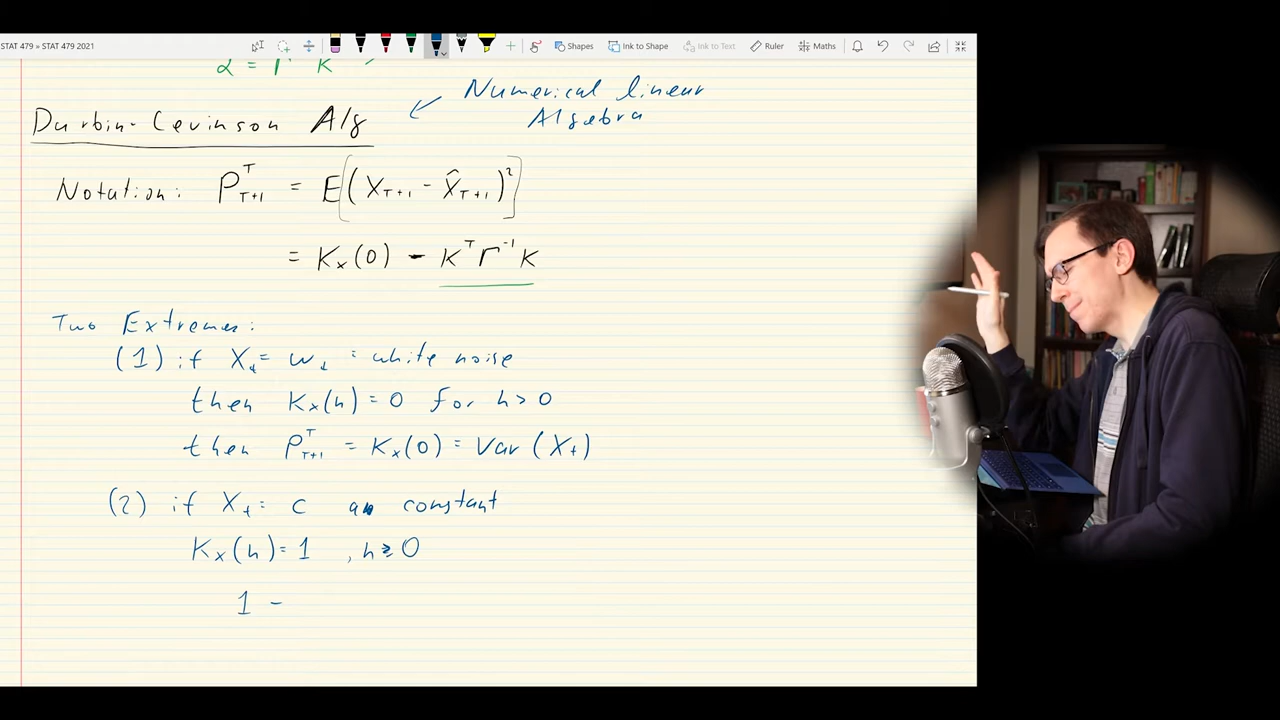 STAT 479 » STAT 479 2021
Shapes
Ink to Shape
Ink to Text
Ruler
Maths
α = Γ⁻¹ K
Numerical linear
Algebra
Durbin-Levinson Alg
Notation: P^T_{T+1} = E[(X_{T+1} - X̂_{T+1})²]
= K_X(0) - K^T Γ⁻¹ K
Two Extremes:
(1) if X_t = w_t = white noise
then K_X(h) = 0 for h > 0
then P^T_{T+1} = K_X(0) = Var(X_t)
(2) if X_t = c a constant
K_X(h) = 1 , h ≥ 0
1 -